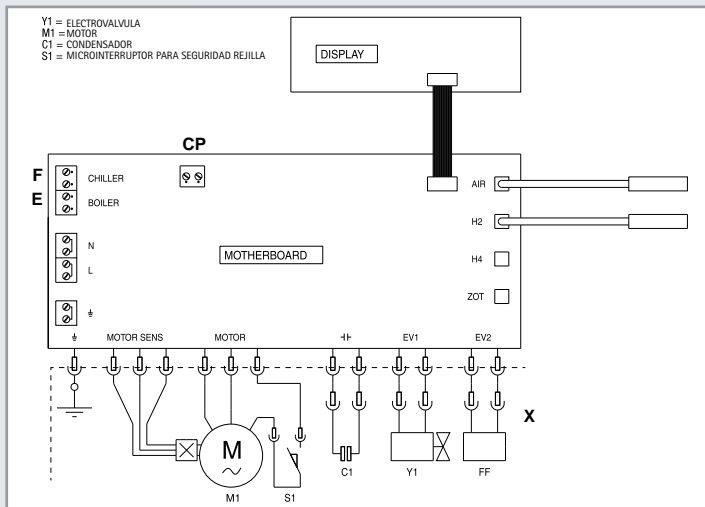 Y1 = ELECTROVALVULA
M1 = MOTOR
C1 = CONDENSADOR
S1 = MICROINTERRUPTOR PARA SEGURIDAD REJILLA
DISPLAY
CP
F
CHILLER
E
BOILER
AIR
H2
N
MOTHERBOARD
L
H4
ZOT
MOTOR SENS
MOTOR
EV1
EV2
X
M
M1
S1
C1
Y1
FF